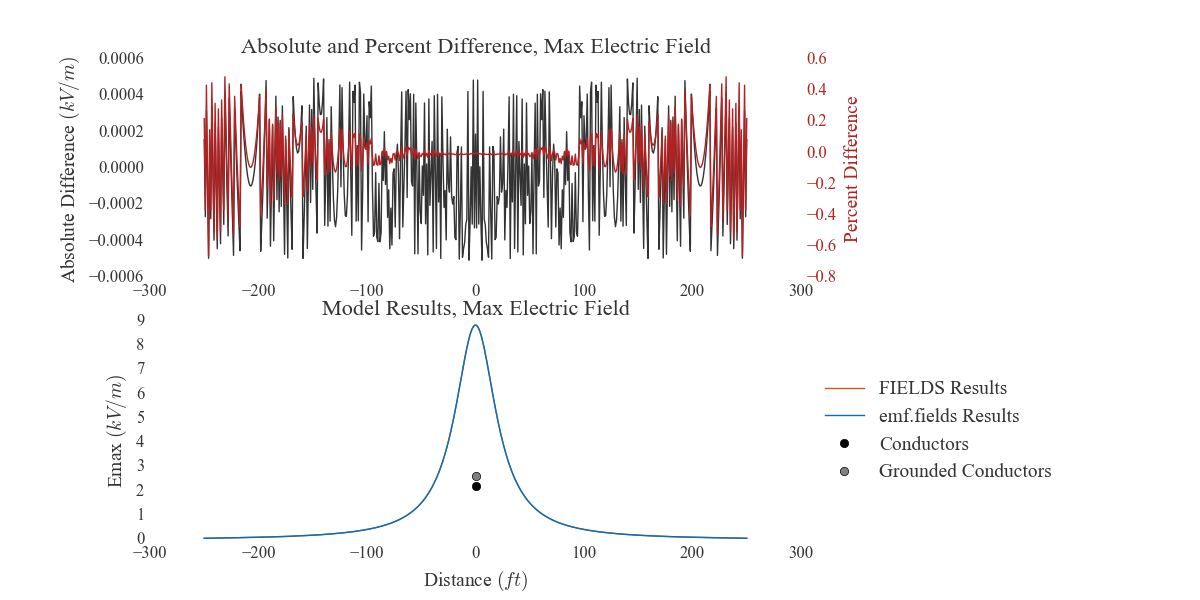 Absolute and Percent Difference, Max Electric Field
Absolute Difference (kV/m)
0.0006
0.0004
0.0002
0.0000
−0.0002
−0.0004
−0.0006
0.6
0.4
0.2
0.0
−0.2
−0.4
−0.6
−0.8
Percent Difference
−300 −200 −100 0 100 200 300
Model Results, Max Electric Field
Emax (kV/m)
9
8
7
6
5
4
3
2
1
0
−300 −200 −100 0 100 200 300
Distance (ft)
FIELDS Results
emf.fields Results
Conductors
Grounded Conductors